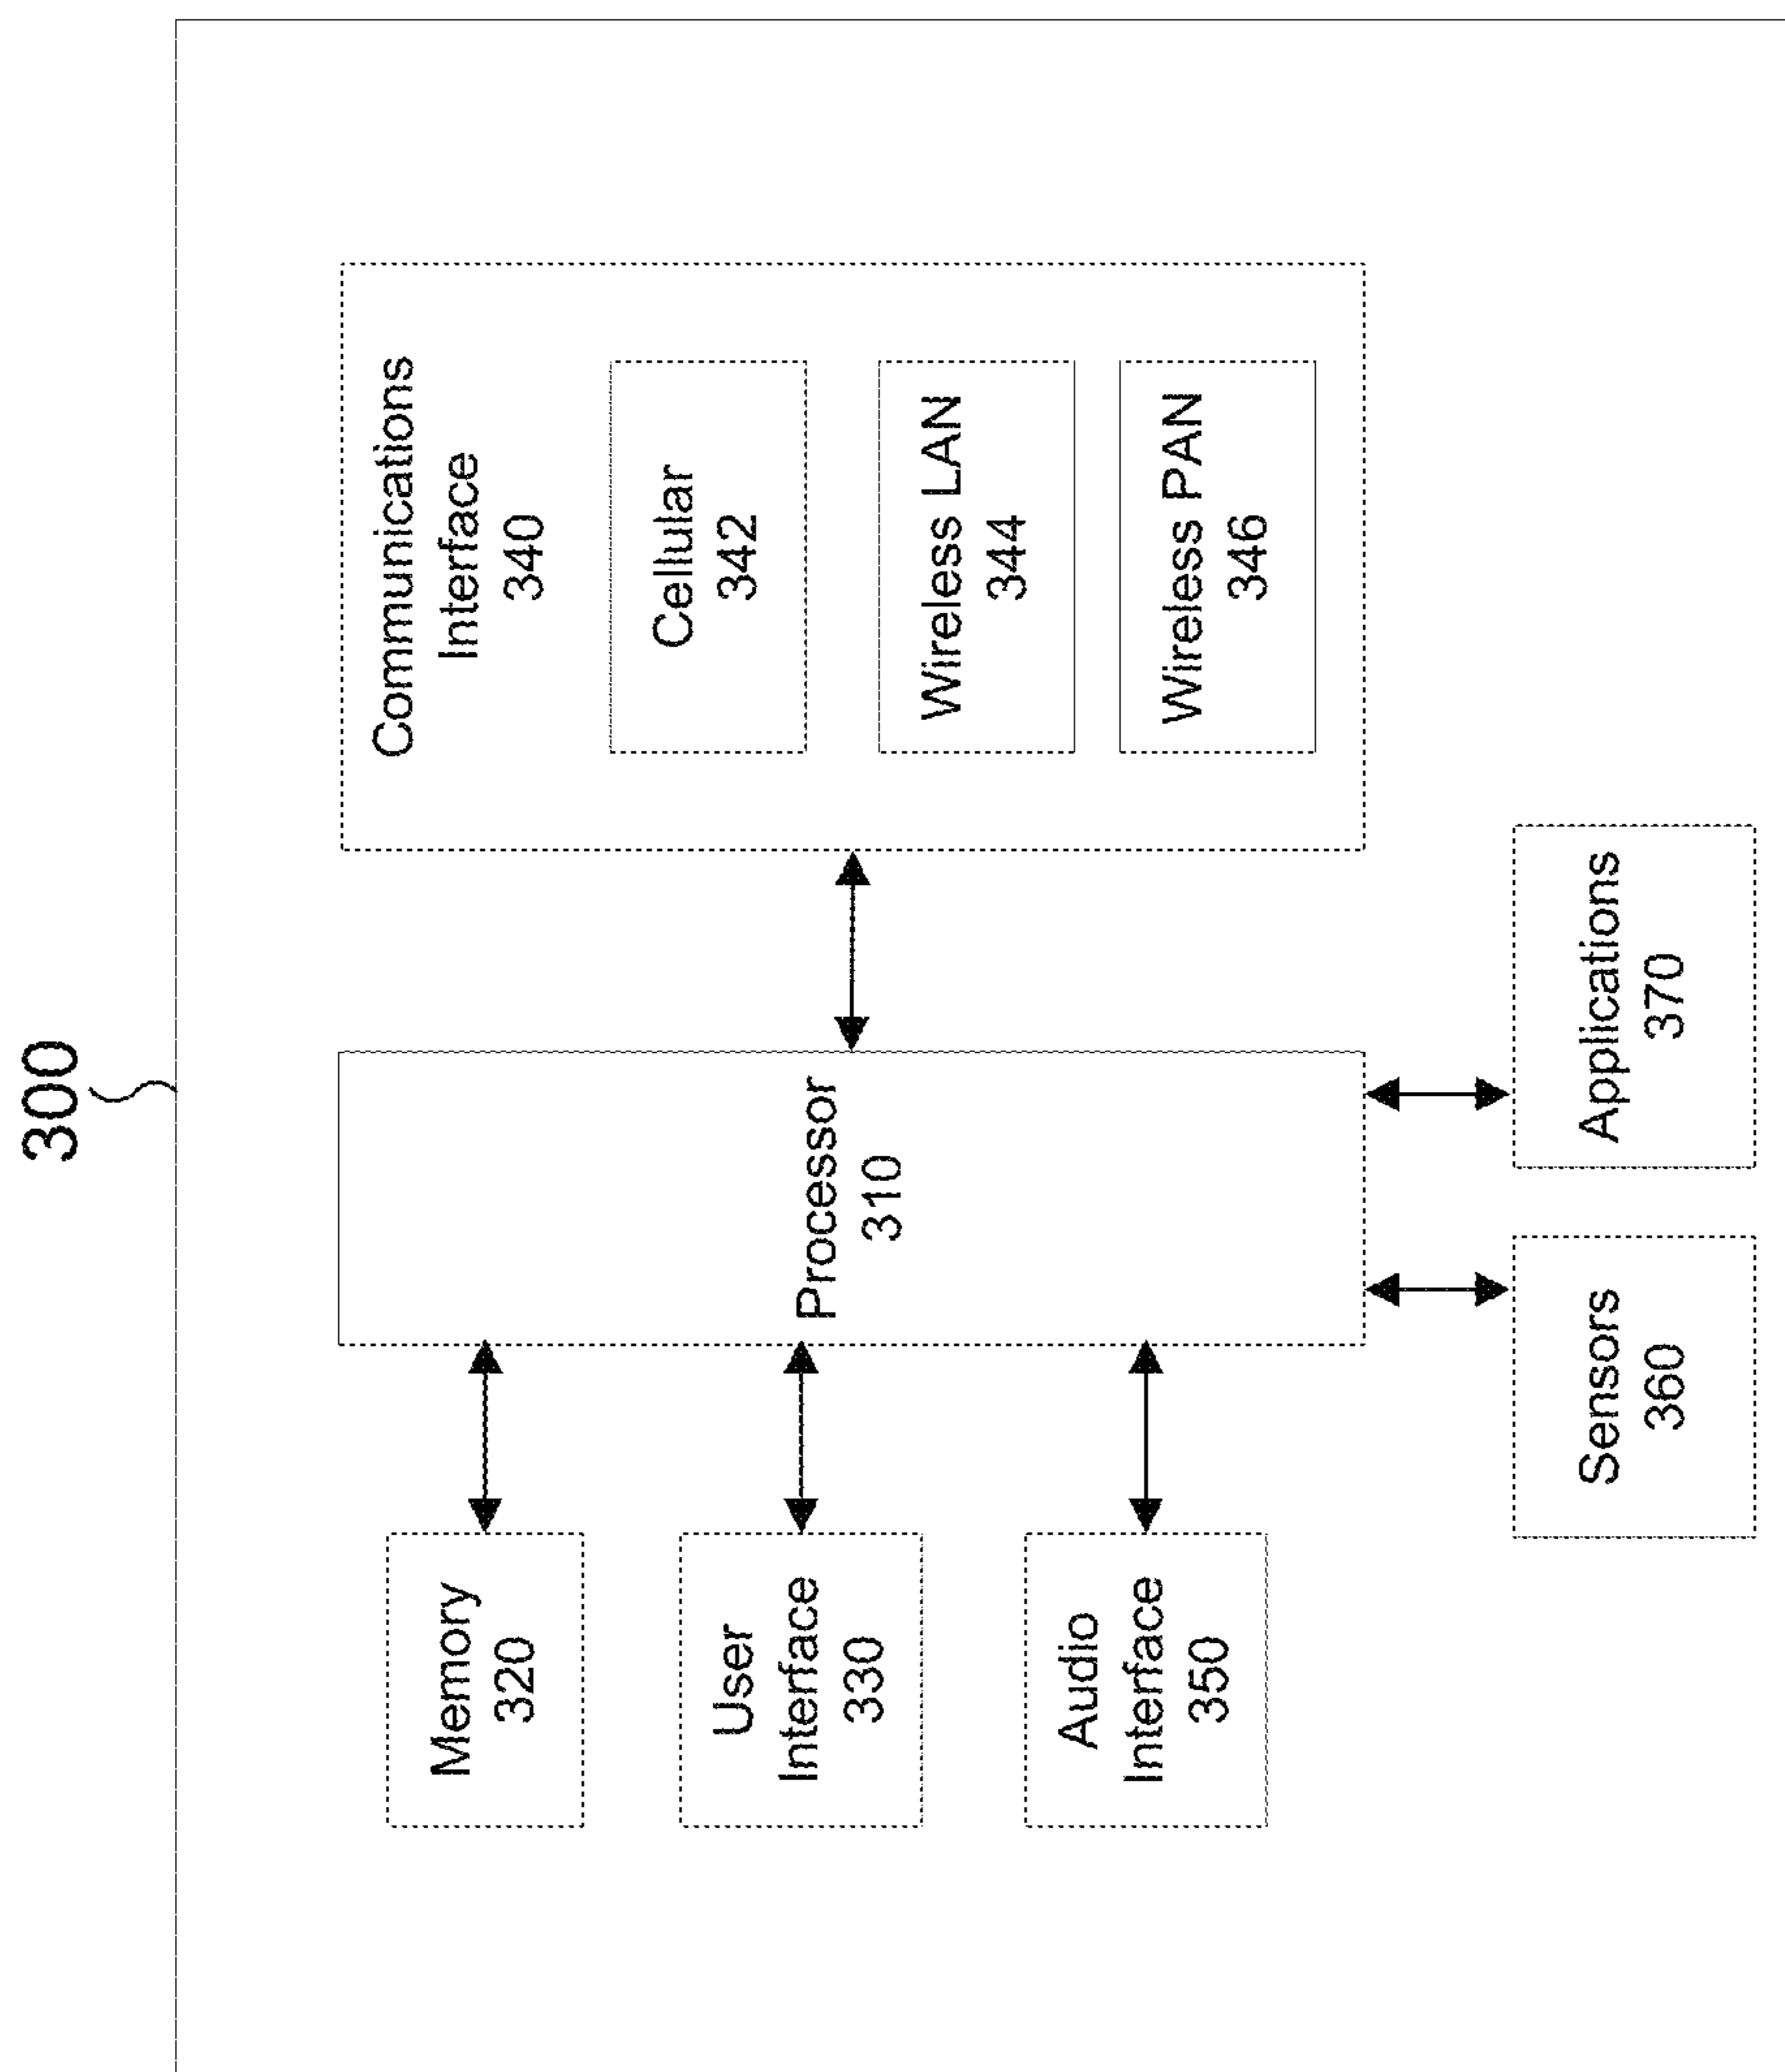 300
Communications
Interface
340
Cellular
342
Wireless LAN
344
Wireless PAN
346
Processor
310
Memory
320
User
Interface
330
Audio
Interface
350
Sensors
360
Applications
370